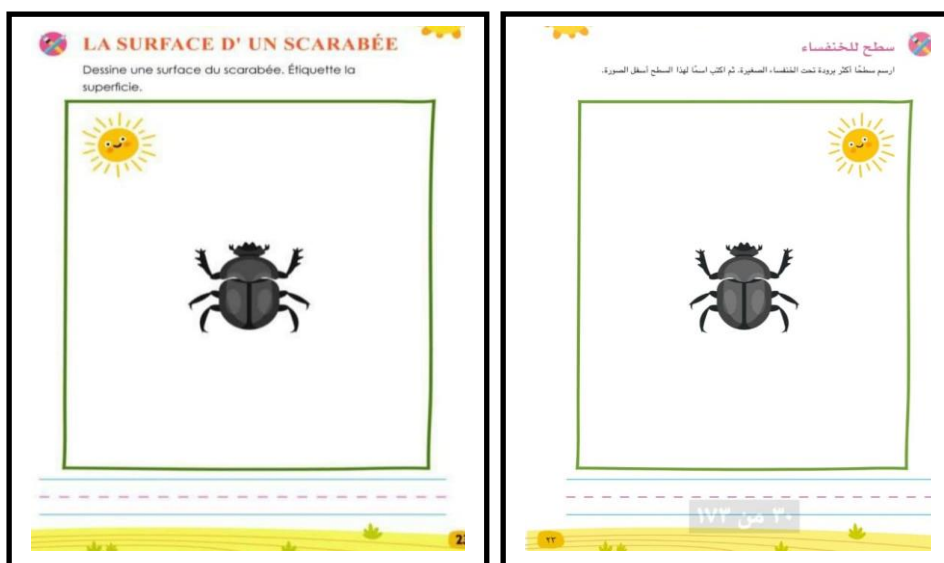 LA SURFACE D' UN SCARABÉE
Dessine une surface du scarabée. Étiquette la
superficie.
سطح للخنفساء
ارسم سطحًا أكثر برودة تحت الخنفساء الصغيرة. ثم اكتب اسمًا لهذا السطح أسفل الصورة.
٣٠ من ١٧٣
٢٢